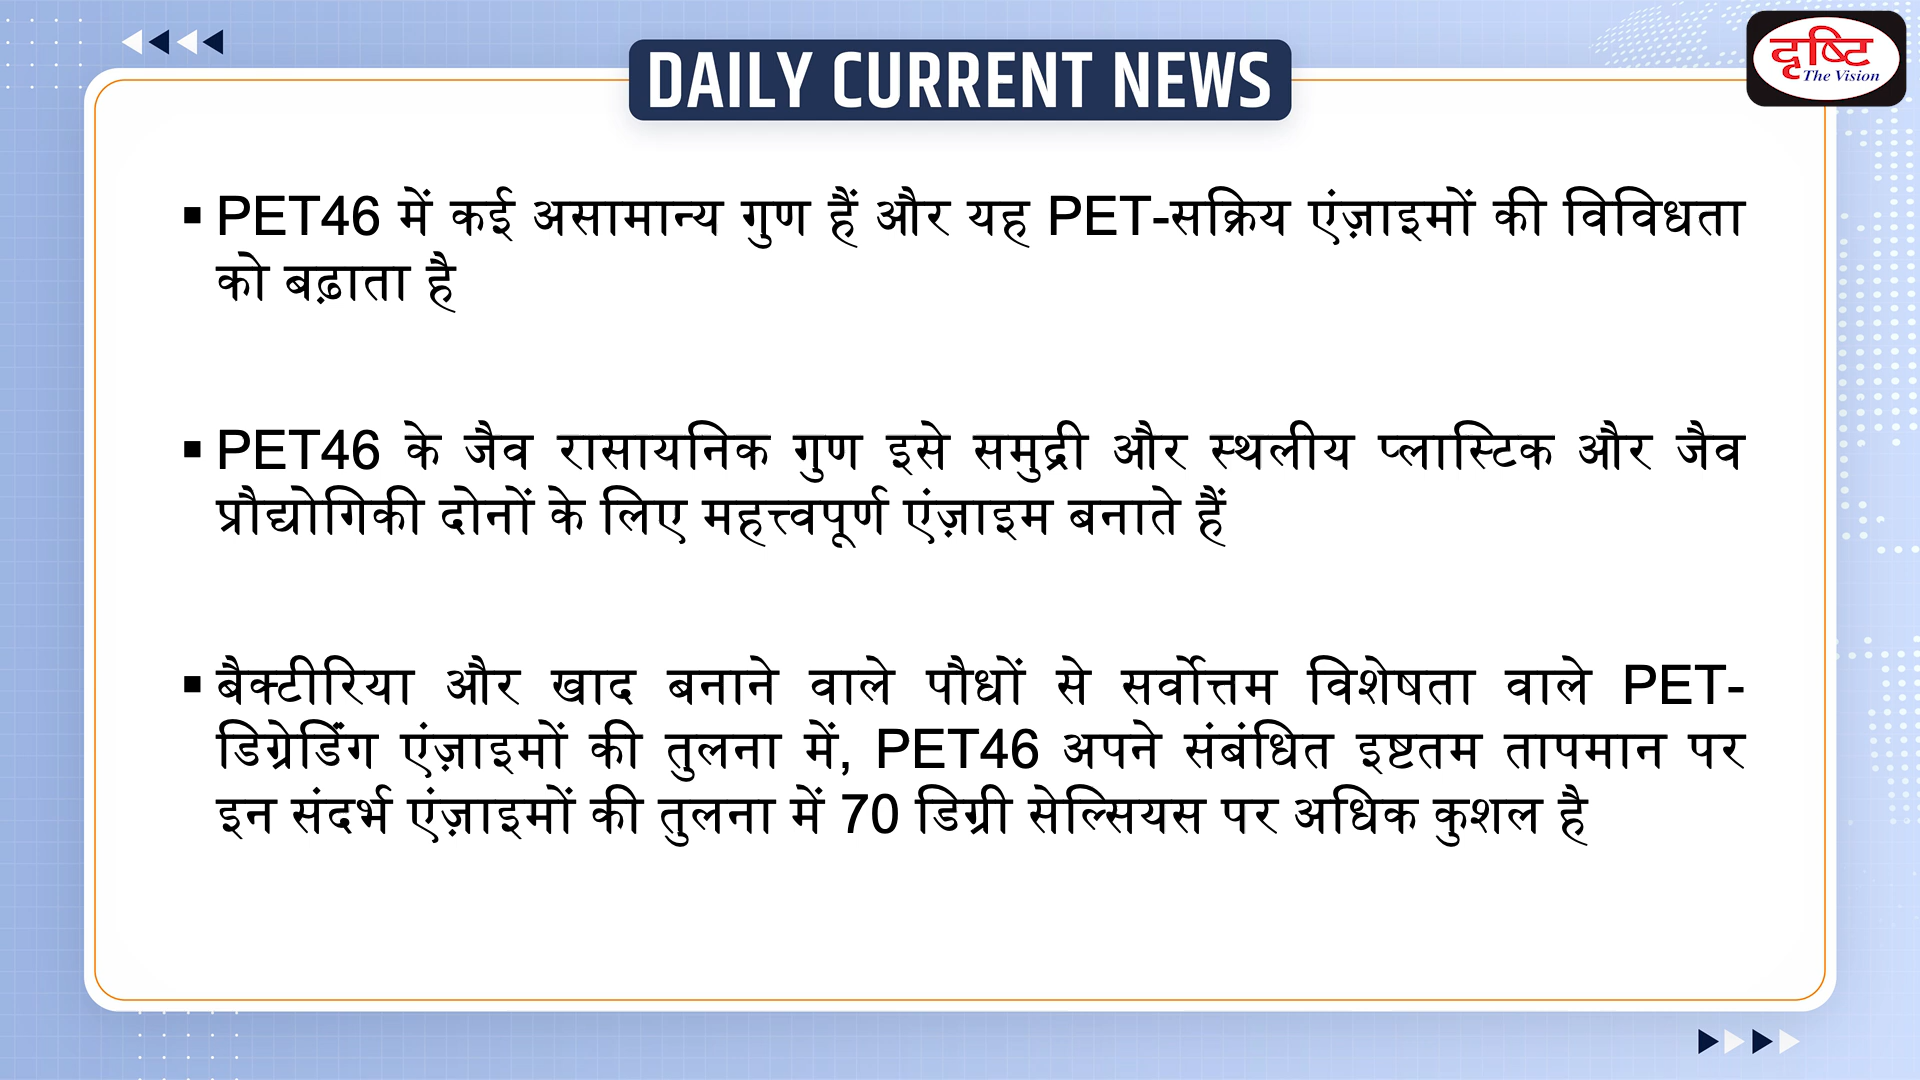 DAILY CURRENT NEWS
दृष्टि
The Vision
▪ PET46 में कई असामान्य गुण हैं और यह PET-सक्रिय एंज़ाइमों की विविधता
को बढ़ाता है
▪ PET46 के जैव रासायनिक गुण इसे समुद्री और स्थलीय प्लास्टिक और जैव
प्रौद्योगिकी दोनों के लिए महत्त्वपूर्ण एंज़ाइम बनाते हैं
▪ बैक्टीरिया और खाद बनाने वाले पौधों से सर्वोत्तम विशेषता वाले PET-
डिग्रेडिंग एंज़ाइमों की तुलना में, PET46 अपने संबंधित इष्टतम तापमान पर
इन संदर्भ एंज़ाइमों की तुलना में 70 डिग्री सेल्सियस पर अधिक कुशल है